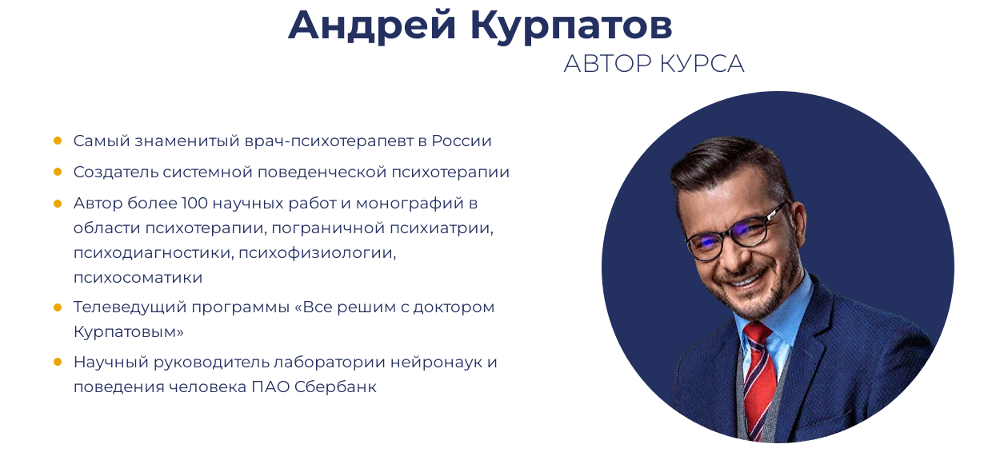 Андрей Курпатов
АВТОР КУРСА
Самый знаменитый врач-психотерапевт в России
Создатель системной поведенческой психотерапии
Автор более 100 научных работ и монографий в
области психотерапии, пограничной психиатрии,
психодиагностики, психофизиологии,
психосоматики
Телеведущий программы «Все решим с доктором
Курпатовым»
Научный руководитель лаборатории нейронаук и
поведения человека ПАО Сбербанк